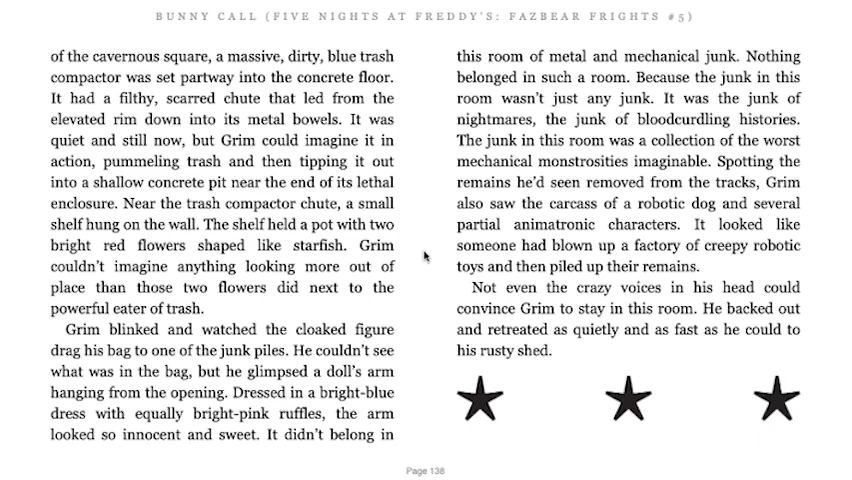 BUNNY CALL (FIVE NIGHTS AT FREDDY'S: FAZBEAR FRIGHTS #5)
of the cavernous square, a massive, dirty, blue trash
compactor was set partway into the concrete floor.
It had a filthy, scarred chute that led from the
elevated rim down into its metal bowels. It was
quiet and still now, but Grim could imagine it in
action, pummeling trash and then tipping it out
into a shallow concrete pit near the end of its lethal
enclosure. Near the trash compactor chute, a small
shelf hung on the wall. The shelf held a pot with two
bright red flowers shaped like starfish. Grim
couldn't imagine anything looking more out of
place than those two flowers did next to the
powerful eater of trash.
Grim blinked and watched the cloaked figure
drag his bag to one of the junk piles. He couldn't see
what was in the bag, but he glimpsed a doll's arm
hanging from the opening. Dressed in a bright-blue
dress with equally bright-pink ruffles, the arm
looked so innocent and sweet. It didn't belong in
this room of metal and mechanical junk. Nothing
belonged in such a room. Because the junk in this
room wasn't just any junk. It was the junk of
nightmares, the junk of bloodcurdling histories.
The junk in this room was a collection of the worst
mechanical monstrosities imaginable. Spotting the
remains he'd seen removed from the tracks, Grim
also saw the carcass of a robotic dog and several
partial animatronic characters. It looked like
someone had blown up a factory of creepy robotic
toys and then piled up their remains.
Not even the crazy voices in his head could
convince Grim to stay in this room. He backed out
and retreated as quietly and as fast as he could to
his rusty shed.
Page 138